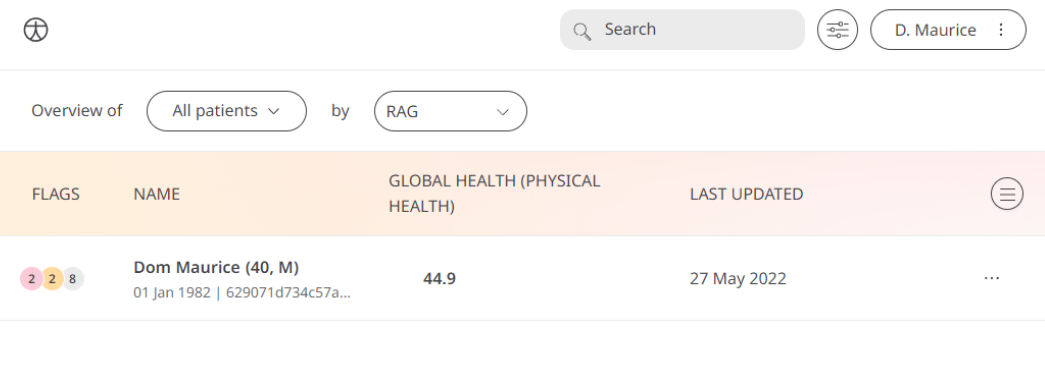 Search
D. Maurice
Overview of All patients by RAG
FLAGS NAME GLOBAL HEALTH (PHYSICAL HEALTH) LAST UPDATED
2 2 8 Dom Maurice (40, M) 44.9 27 May 2022
01 Jan 1982 | 629071d734c57a...